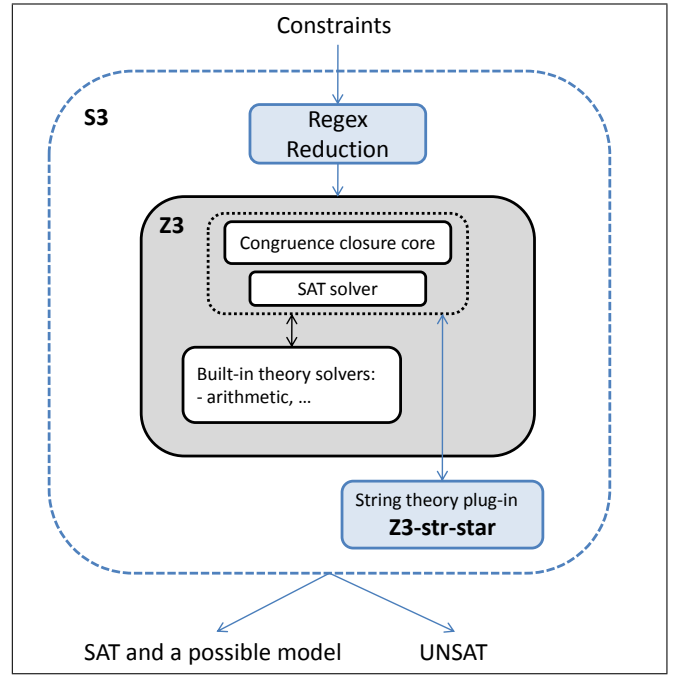 Constraints
S3
Regex
Reduction
Z3
Congruence closure core
SAT solver
Built-in theory solvers:
- arithmetic, ...
String theory plug-in
Z3-str-star
SAT and a possible model
UNSAT